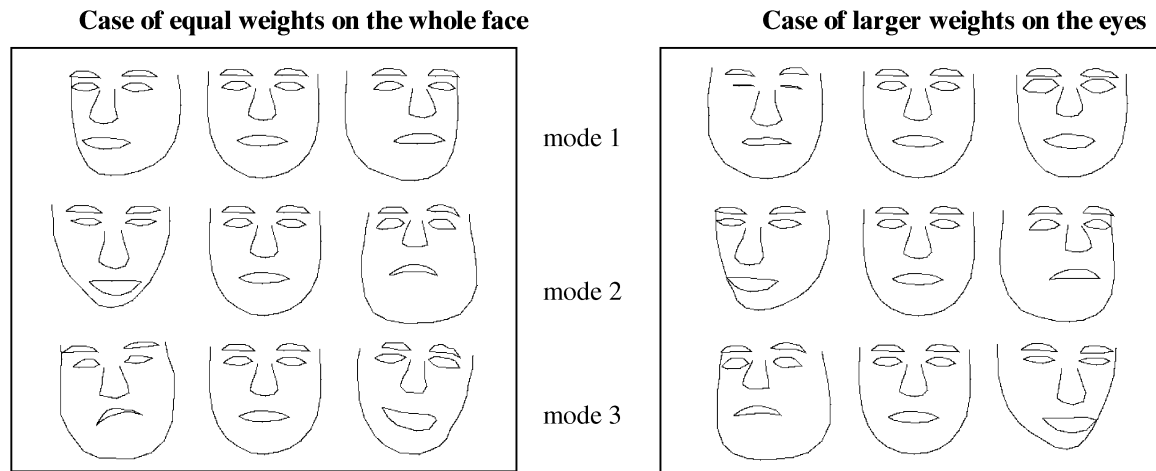 Case of equal weights on the whole face
Case of larger weights on the eyes
mode 1
mode 2
mode 3